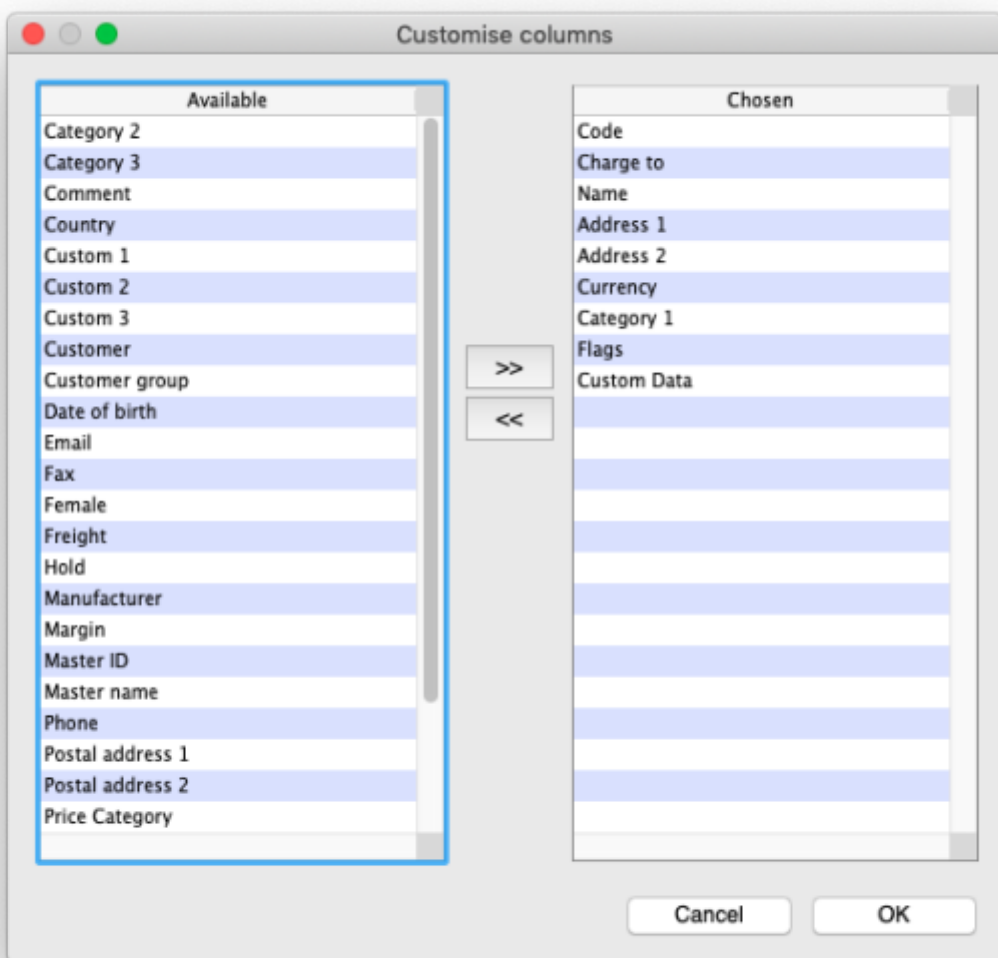 Customise columns
Available
Category 2
Category 3
Comment
Country
Custom 1
Custom 2
Custom 3
Customer
Customer group
Date of birth
Email
Fax
Female
Freight
Hold
Manufacturer
Margin
Master ID
Master name
Phone
Postal address 1
Postal address 2
Price Category
>>
<<
Chosen
Code
Charge to
Name
Address 1
Address 2
Currency
Category 1
Flags
Custom Data
Cancel
OK